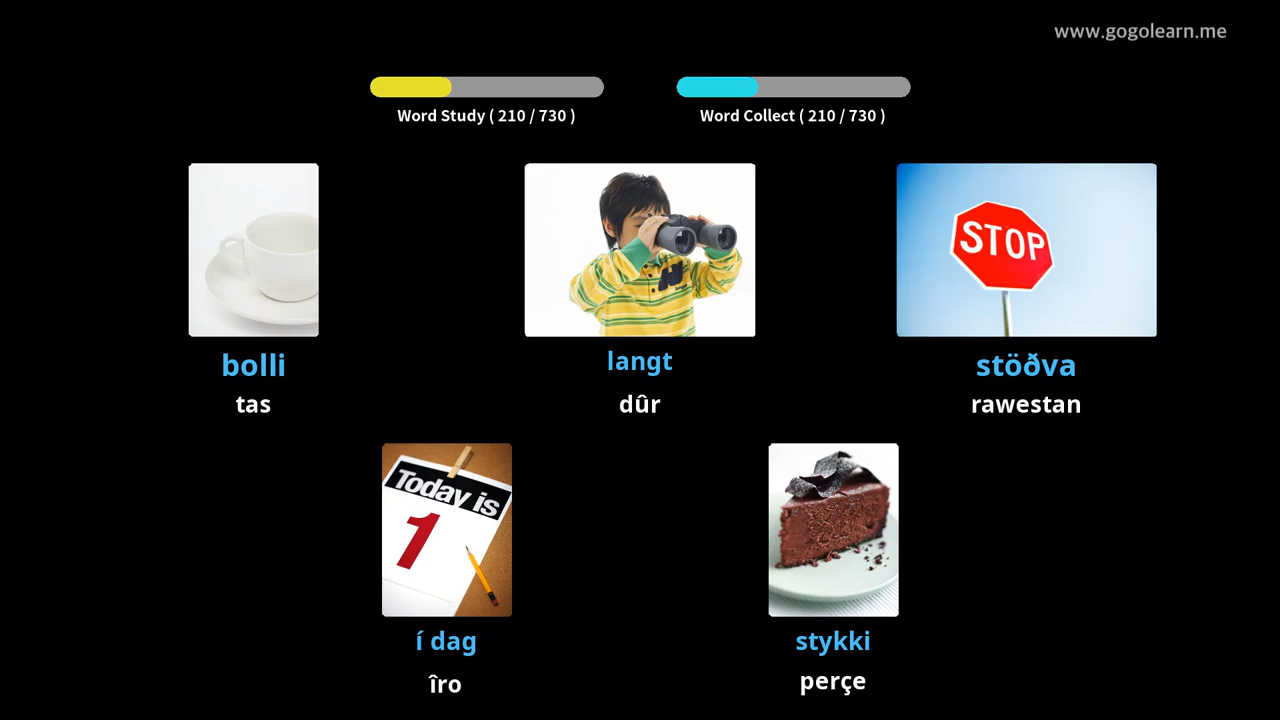 www.gogolearn.me
Word Study ( 210 / 730 )
Word Collect ( 210 / 730 )
STOP
bolli
langt
stöðva
tas
dûr
rawestan
Today is
1
í dag
stykki
îro
perçe